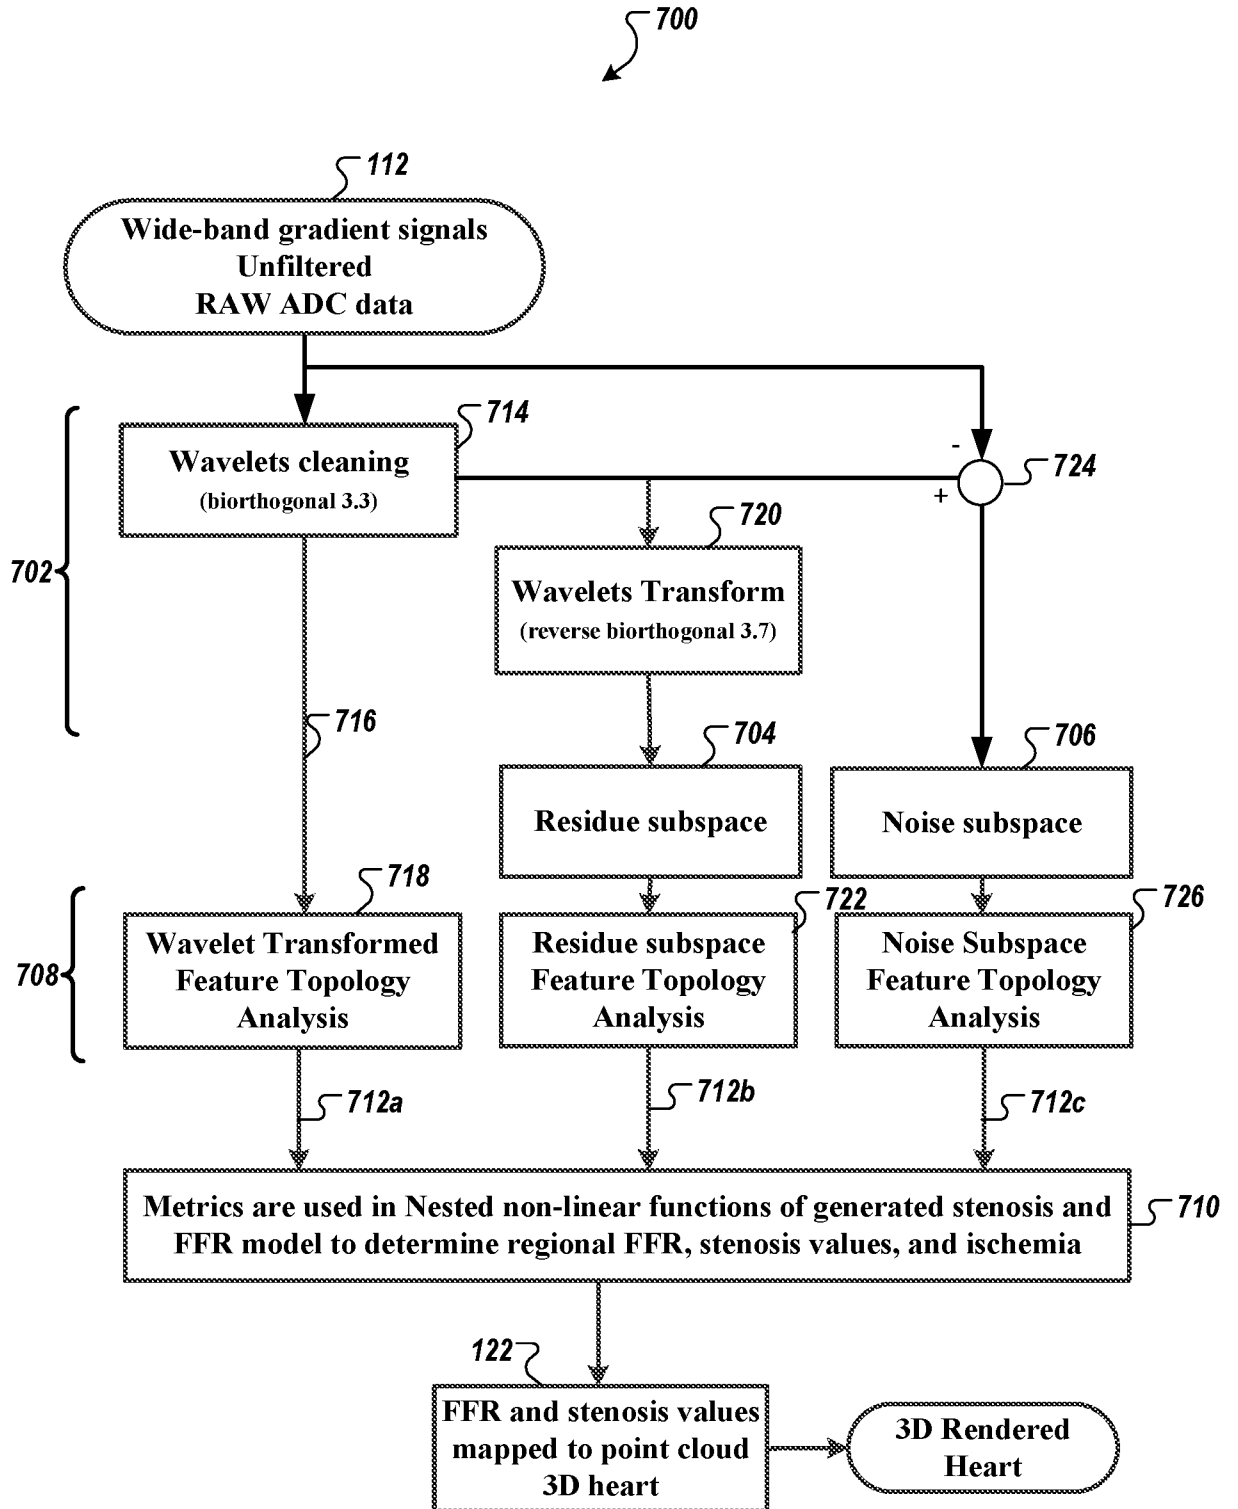 700
112
Wide-band gradient signals
Unfiltered
RAW ADC data
714
Wavelets cleaning
(biorthogonal 3.3)
-
+
724
720
Wavelets Transform
(reverse biorthogonal 3.7)
702
716
704
706
Residue subspace
Noise subspace
718
722
726
708
Wavelet Transformed
Feature Topology
Analysis
Residue subspace
Feature Topology
Analysis
Noise Subspace
Feature Topology
Analysis
712a
712b
712c
Metrics are used in Nested non-linear functions of generated stenosis and
FFR model to determine regional FFR, stenosis values, and ischemia
710
122
FFR and stenosis values
mapped to point cloud
3D heart
3D Rendered
Heart